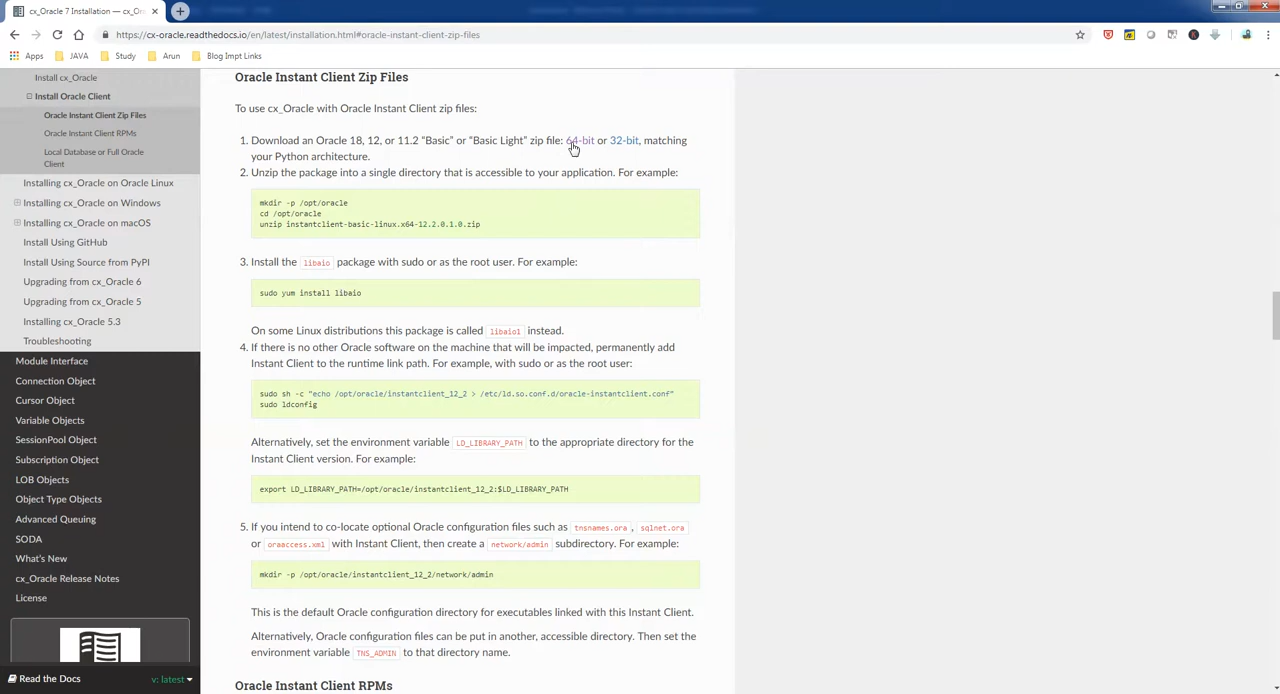 cx_Oracle 7 Installation — cx_Or
https://cx-oracle.readthedocs.io/en/latest/installation.html#oracle-instant-client-zip-files
Apps JAVA Study Arun Blog Impt Links
Install cx_Oracle
Install Oracle Client
Oracle Instant Client Zip Files
Oracle Instant Client RPMs
Local Database or Full Oracle
Client
Installing cx_Oracle on Oracle Linux
Installing cx_Oracle on Windows
Installing cx_Oracle on macOS
Install Using GitHub
Install Using Source from PyPI
Upgrading from cx_Oracle 6
Upgrading from cx_Oracle 5
Installing cx_Oracle 5.3
Troubleshooting
Module Interface
Connection Object
Cursor Object
Variable Objects
SessionPool Object
Subscription Object
LOB Objects
Object Type Objects
Advanced Queuing
SODA
What's New
cx_Oracle Release Notes
License
Read the Docs v: latest
Oracle Instant Client Zip Files
To use cx_Oracle with Oracle Instant Client zip files:
1. Download an Oracle 18, 12, or 11.2 “Basic” or “Basic Light” zip file: 64-bit or 32-bit, matching
your Python architecture.
2. Unzip the package into a single directory that is accessible to your application. For example:
mkdir -p /opt/oracle
cd /opt/oracle
unzip instantclient-basic-linux.x64-12.2.0.1.0.zip
3. Install the libaio package with sudo or as the root user. For example:
sudo yum install libaio
On some Linux distributions this package is called libaio1 instead.
4. If there is no other Oracle software on the machine that will be impacted, permanently add
Instant Client to the runtime link path. For example, with sudo or as the root user:
sudo sh -c "echo /opt/oracle/instantclient_12_2 > /etc/ld.so.conf.d/oracle-instantclient.conf"
sudo ldconfig
Alternatively, set the environment variable LD_LIBRARY_PATH to the appropriate directory for the
Instant Client version. For example:
export LD_LIBRARY_PATH=/opt/oracle/instantclient_12_2:$LD_LIBRARY_PATH
5. If you intend to co-locate optional Oracle configuration files such as tnsnames.ora , sqlnet.ora
or oraaccess.xml with Instant Client, then create a network/admin subdirectory. For example:
mkdir -p /opt/oracle/instantclient_12_2/network/admin
This is the default Oracle configuration directory for executables linked with this Instant Client.
Alternatively, Oracle configuration files can be put in another, accessible directory. Then set the
environment variable TNS_ADMIN to that directory name.
Oracle Instant Client RPMs